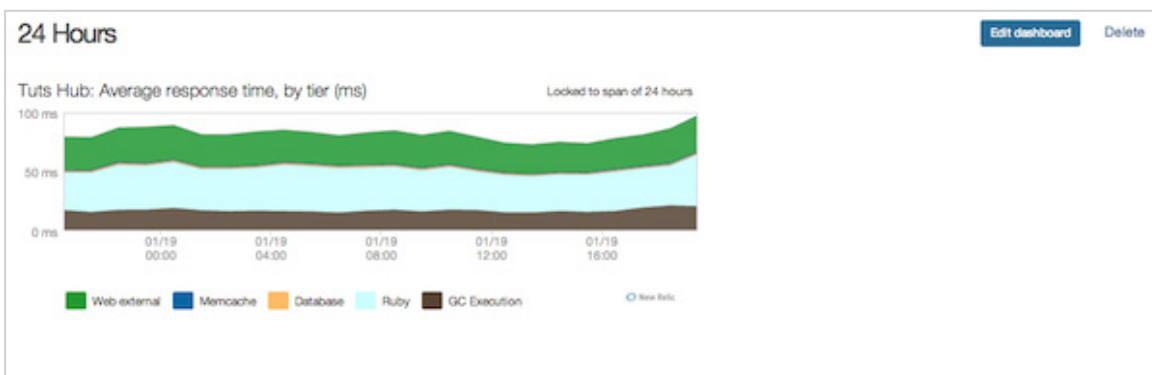 24 Hours
Edit dashboard
Delete
Tuts Hub: Average response time, by tier (ms)
Locked to span of 24 hours
100 ms
50 ms
0 ms
01/19 01/19 01/19 01/19 01/19
00:00 04:00 08:00 12:00 16:00
Web external Memcache Database Ruby GC Execution
New Relic